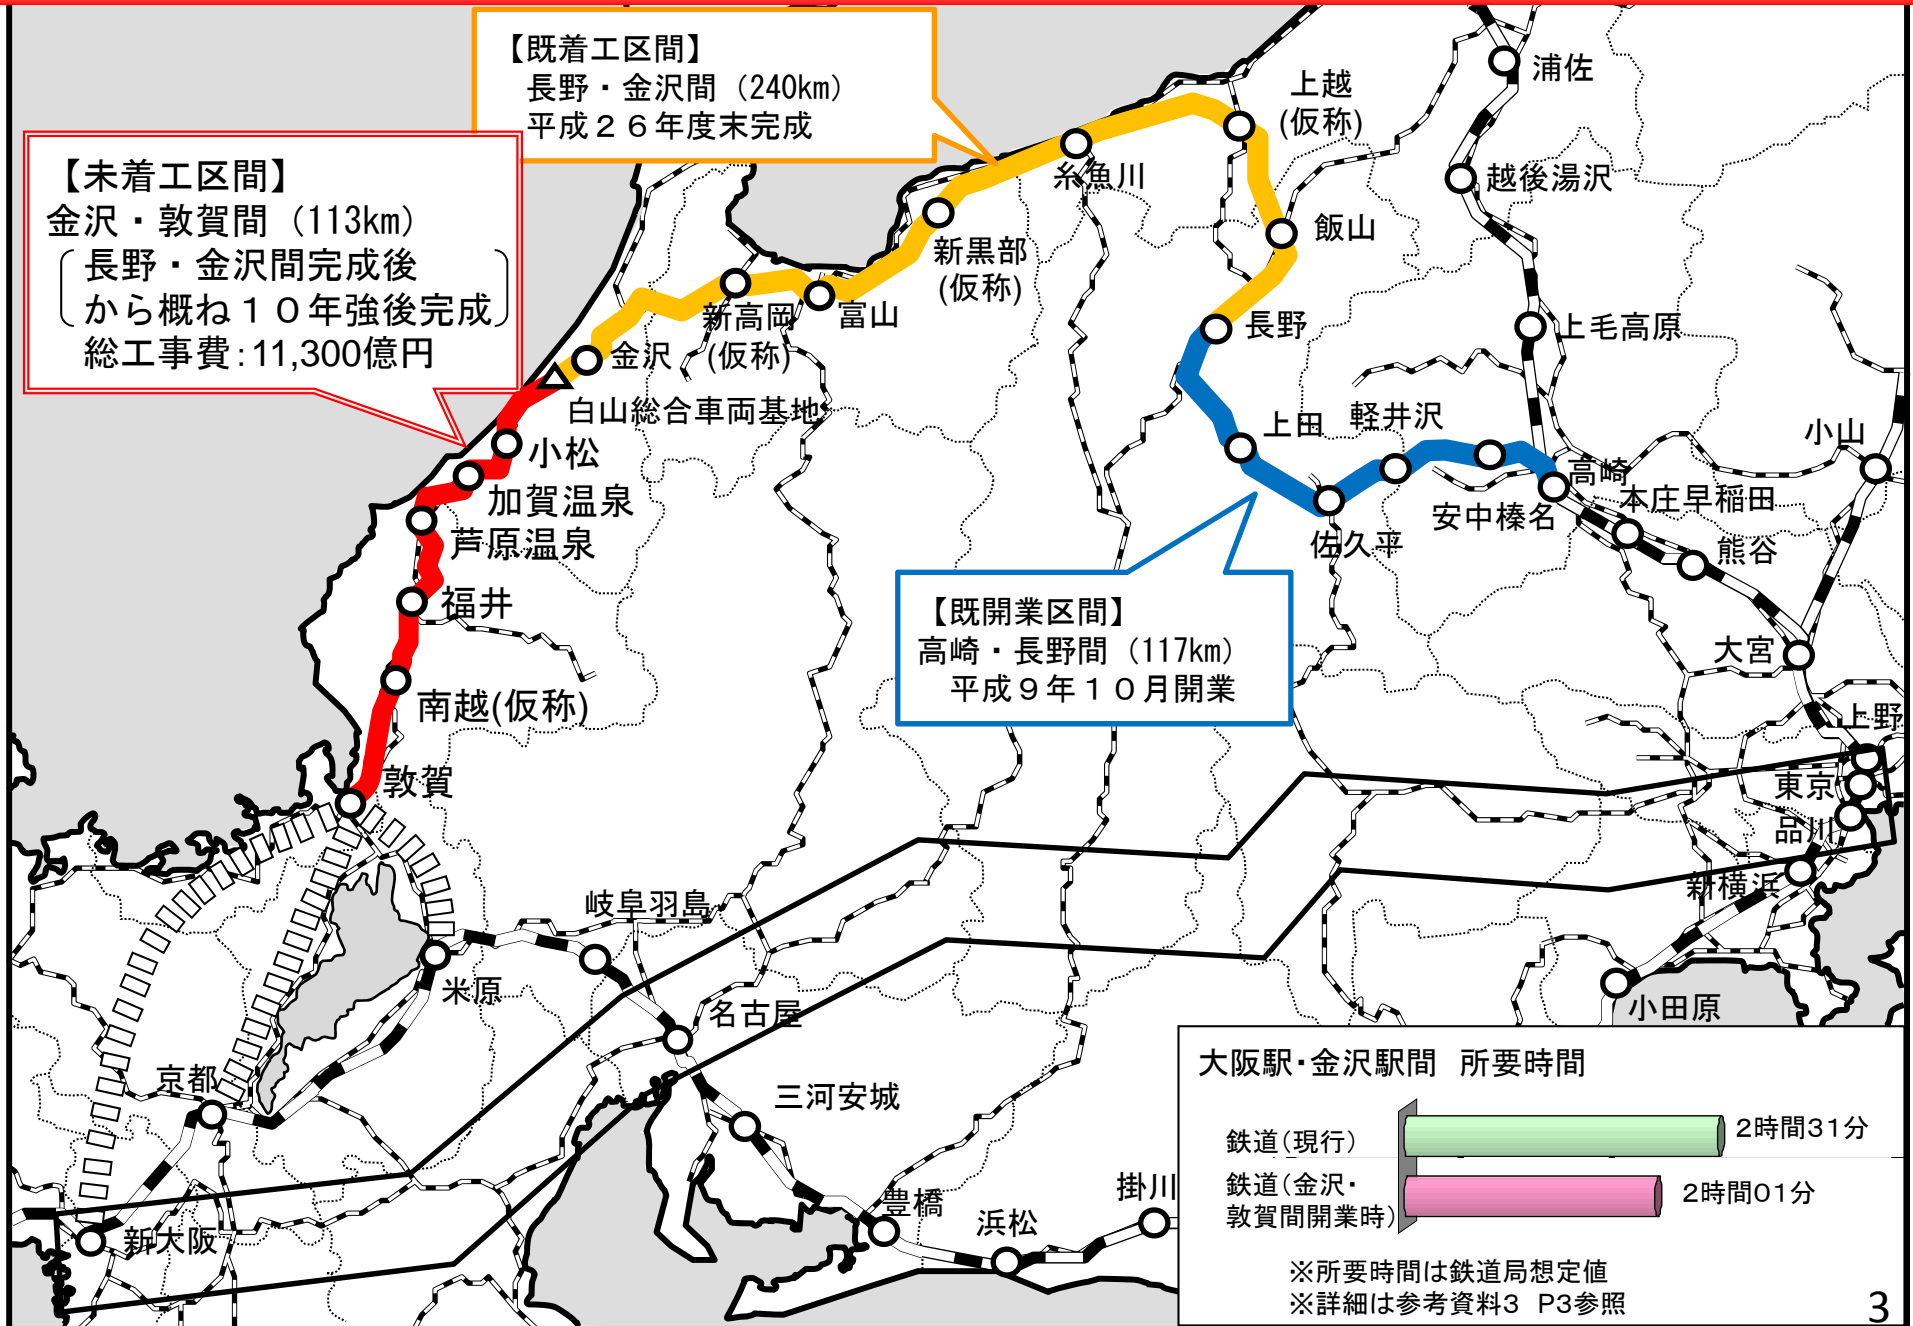 【既着工区間】
長野・金沢間（240km）
平成２６年度末完成
【未着工区間】
金沢・敦賀間（113km）
長野・金沢間完成後
から概ね１０年強後完成
総工事費：11,300億円
【既開業区間】
高崎・長野間（117km）
平成９年１０月開業
浦佐
上越
(仮称)
越後湯沢
糸魚川
飯山
新黒部
(仮称)
新高岡
(仮称)
富山
長野
上毛高原
金沢
白山総合車両基地
上田
軽井沢
小山
小松
高崎
加賀温泉
本庄早稲田
安中榛名
芦原温泉
佐久平
熊谷
福井
大宮
南越(仮称)
上野
敦賀
東京
品川
新横浜
岐阜羽島
米原
小田原
名古屋
京都
三河安城
掛川
豊橋
浜松
新大阪
大阪駅・金沢駅間　所要時間
鉄道（現行）
2時間31分
鉄道（金沢・
敦賀間開業時）
2時間01分
※所要時間は鉄道局想定値
※詳細は参考資料3　P3参照
3